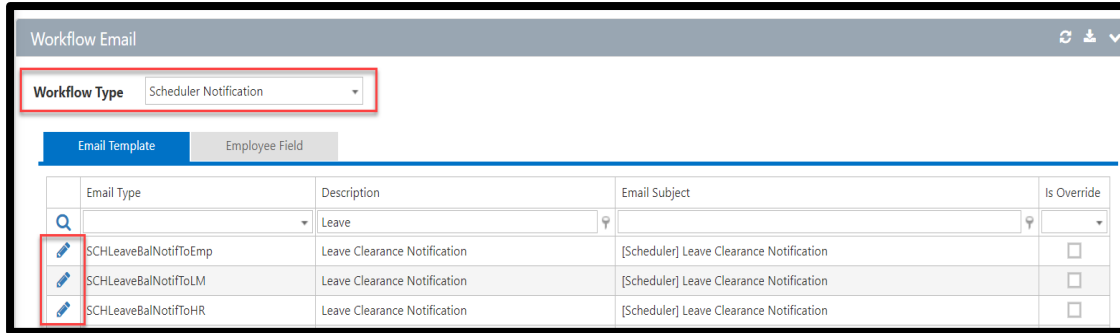 Workflow Email
Workflow Type Scheduler Notification
Email Template Employee Field
Email Type Description Email Subject Is Override
Leave
SCHLeaveBalNotifToEmp Leave Clearance Notification [Scheduler] Leave Clearance Notification
SCHLeaveBalNotifToLM Leave Clearance Notification [Scheduler] Leave Clearance Notification
SCHLeaveBalNotifToHR Leave Clearance Notification [Scheduler] Leave Clearance Notification